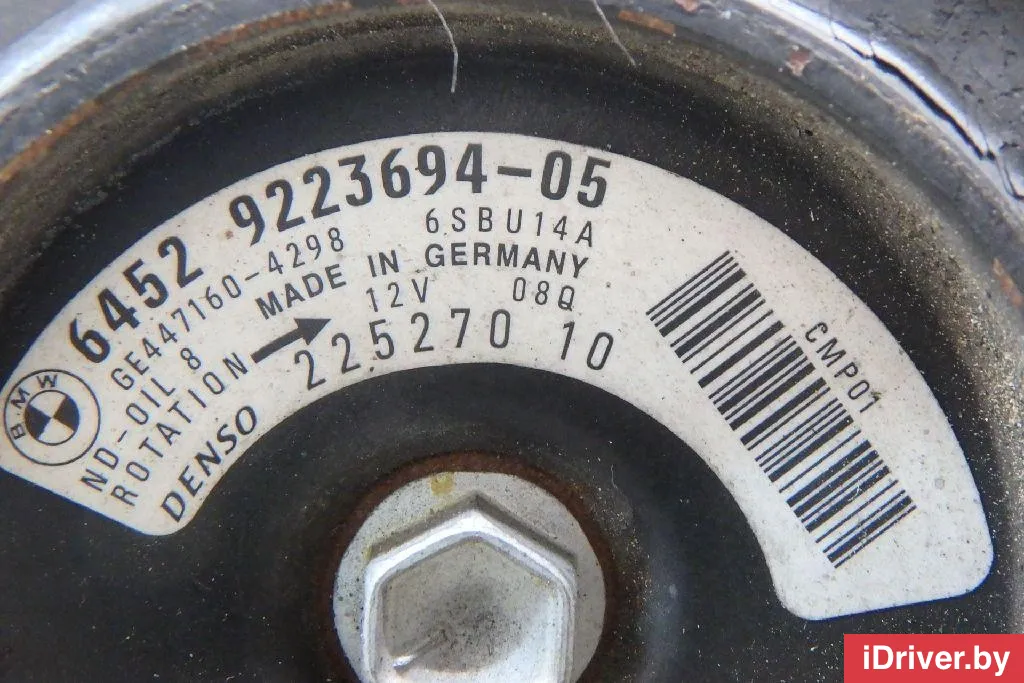 6452 9223694-05
GE447160-4298 6SBU14A
MADE IN GERMANY
ND-OIL 8 12V 08Q
ROTATION
DENSO 225270 10
BMW
CMP01
iDriver.by